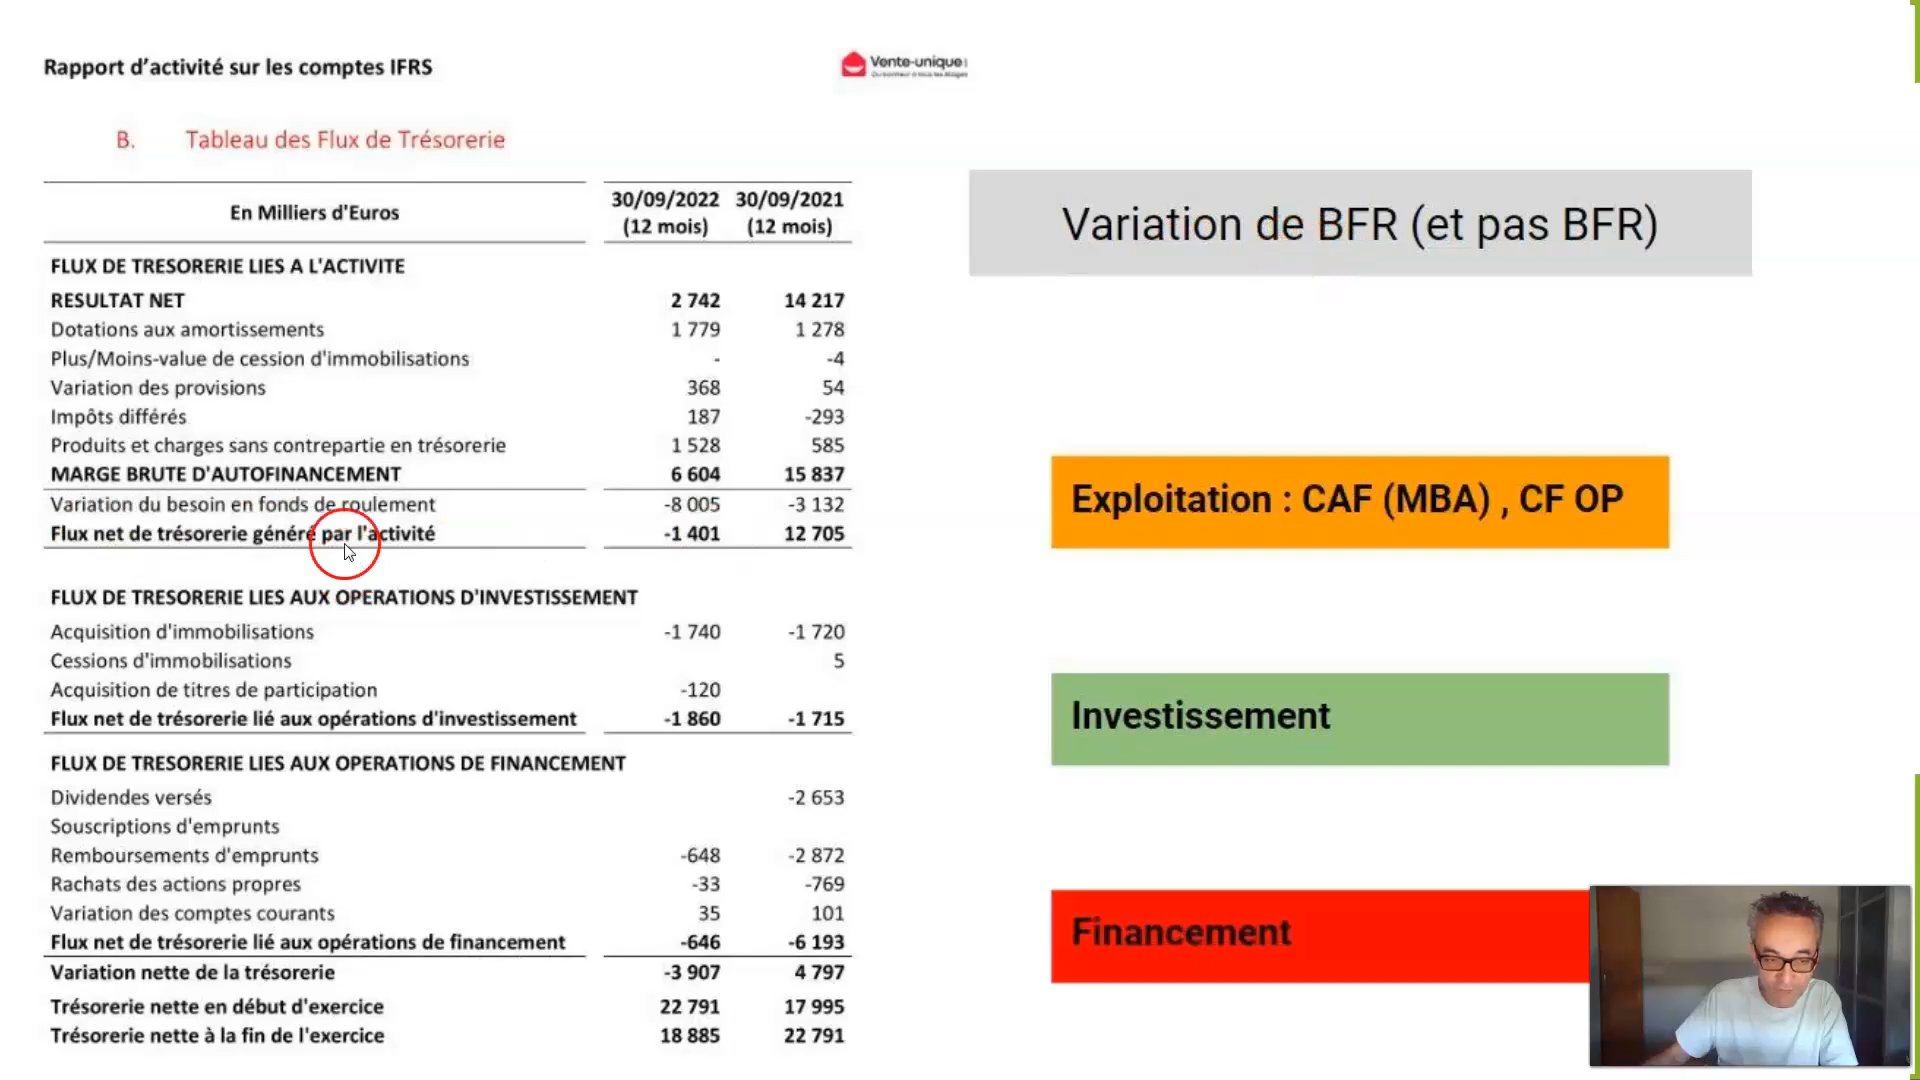 Rapport d'activité sur les comptes IFRS
Vente-unique
B. Tableau des Flux de Trésorerie
En Milliers d'Euros 30/09/2022 (12 mois) 30/09/2021 (12 mois)
FLUX DE TRESORERIE LIES A L'ACTIVITE
RESULTAT NET 2 742 14 217
Dotations aux amortissements 1 779 1 278
Plus/Moins-value de cession d'immobilisations - -4
Variation des provisions 368 54
Impôts différés 187 -293
Produits et charges sans contrepartie en trésorerie 1 528 585
MARGE BRUTE D'AUTOFINANCEMENT 6 604 15 837
Variation du besoin en fonds de roulement -8 005 -3 132
Flux net de trésorerie généré par l'activité -1 401 12 705
FLUX DE TRESORERIE LIES AUX OPERATIONS D'INVESTISSEMENT
Acquisition d'immobilisations -1 740 -1 720
Cessions d'immobilisations 5
Acquisition de titres de participation -120
Flux net de trésorerie lié aux opérations d'investissement -1 860 -1 715
FLUX DE TRESORERIE LIES AUX OPERATIONS DE FINANCEMENT
Dividendes versés -2 653
Souscriptions d'emprunts
Remboursements d'emprunts -648 -2 872
Rachats des actions propres -33 -769
Variation des comptes courants 35 101
Flux net de trésorerie lié aux opérations de financement -646 -6 193
Variation nette de la trésorerie -3 907 4 797
Trésorerie nette en début d'exercice 22 791 17 995
Trésorerie nette à la fin de l'exercice 18 885 22 791
Variation de BFR (et pas BFR)
Exploitation : CAF (MBA) , CF OP
Investissement
Financement